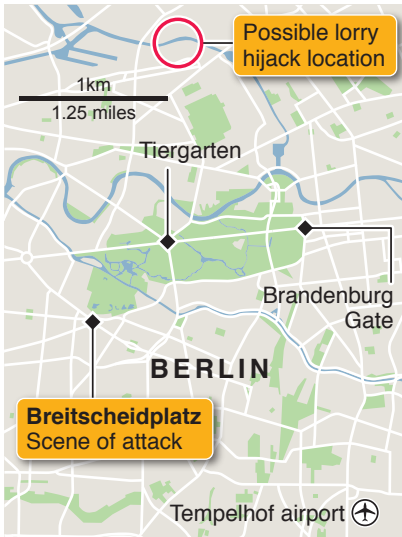 Possible lorry
hijack location
1km
1.25 miles
Tiergarten
Brandenburg
Gate
BERLIN
Breitscheidplatz
Scene of attack
Tempelhof airport